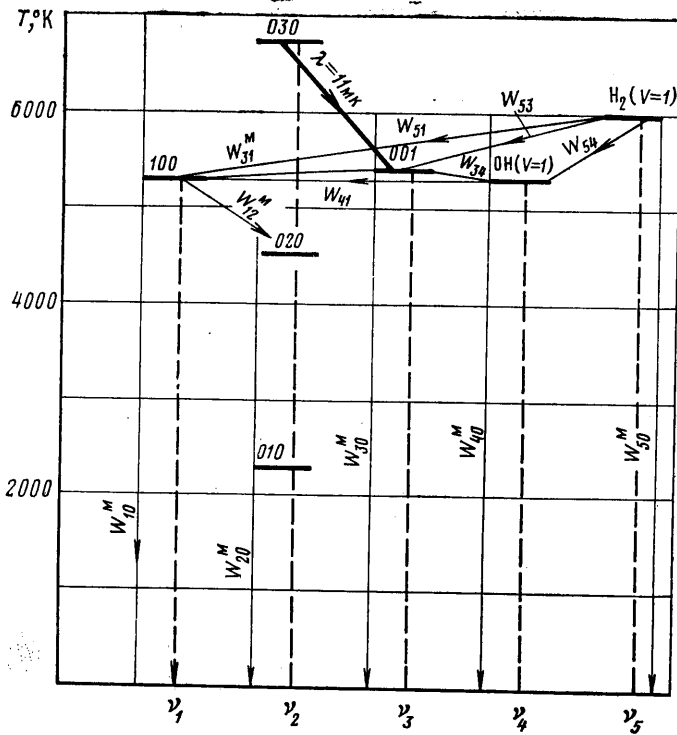 T,°K
030
λ=11мк
6000
H₂(V=1)
W₅₃
W₅₁
W₅₄
W₃₁ᴹ
001
100
W₃₄
OH(V=1)
W₄₁
W₁₂ᴹ
020
4000
010
2000
W₁₀ᴹ
W₂₀ᴹ
W₃₀ᴹ
W₄₀ᴹ
W₅₀ᴹ
ν₁ ν₂ ν₃ ν₄ ν₅